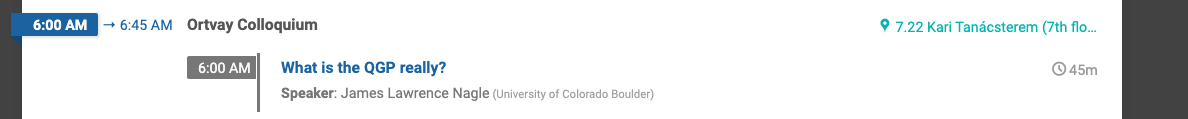 6:00 AM → 6:45 AM Ortvay Colloquium 7.22 Kari Tanácsterem (7th flo...
6:00 AM What is the QGP really? 45m
Speaker: James Lawrence Nagle (University of Colorado Boulder)